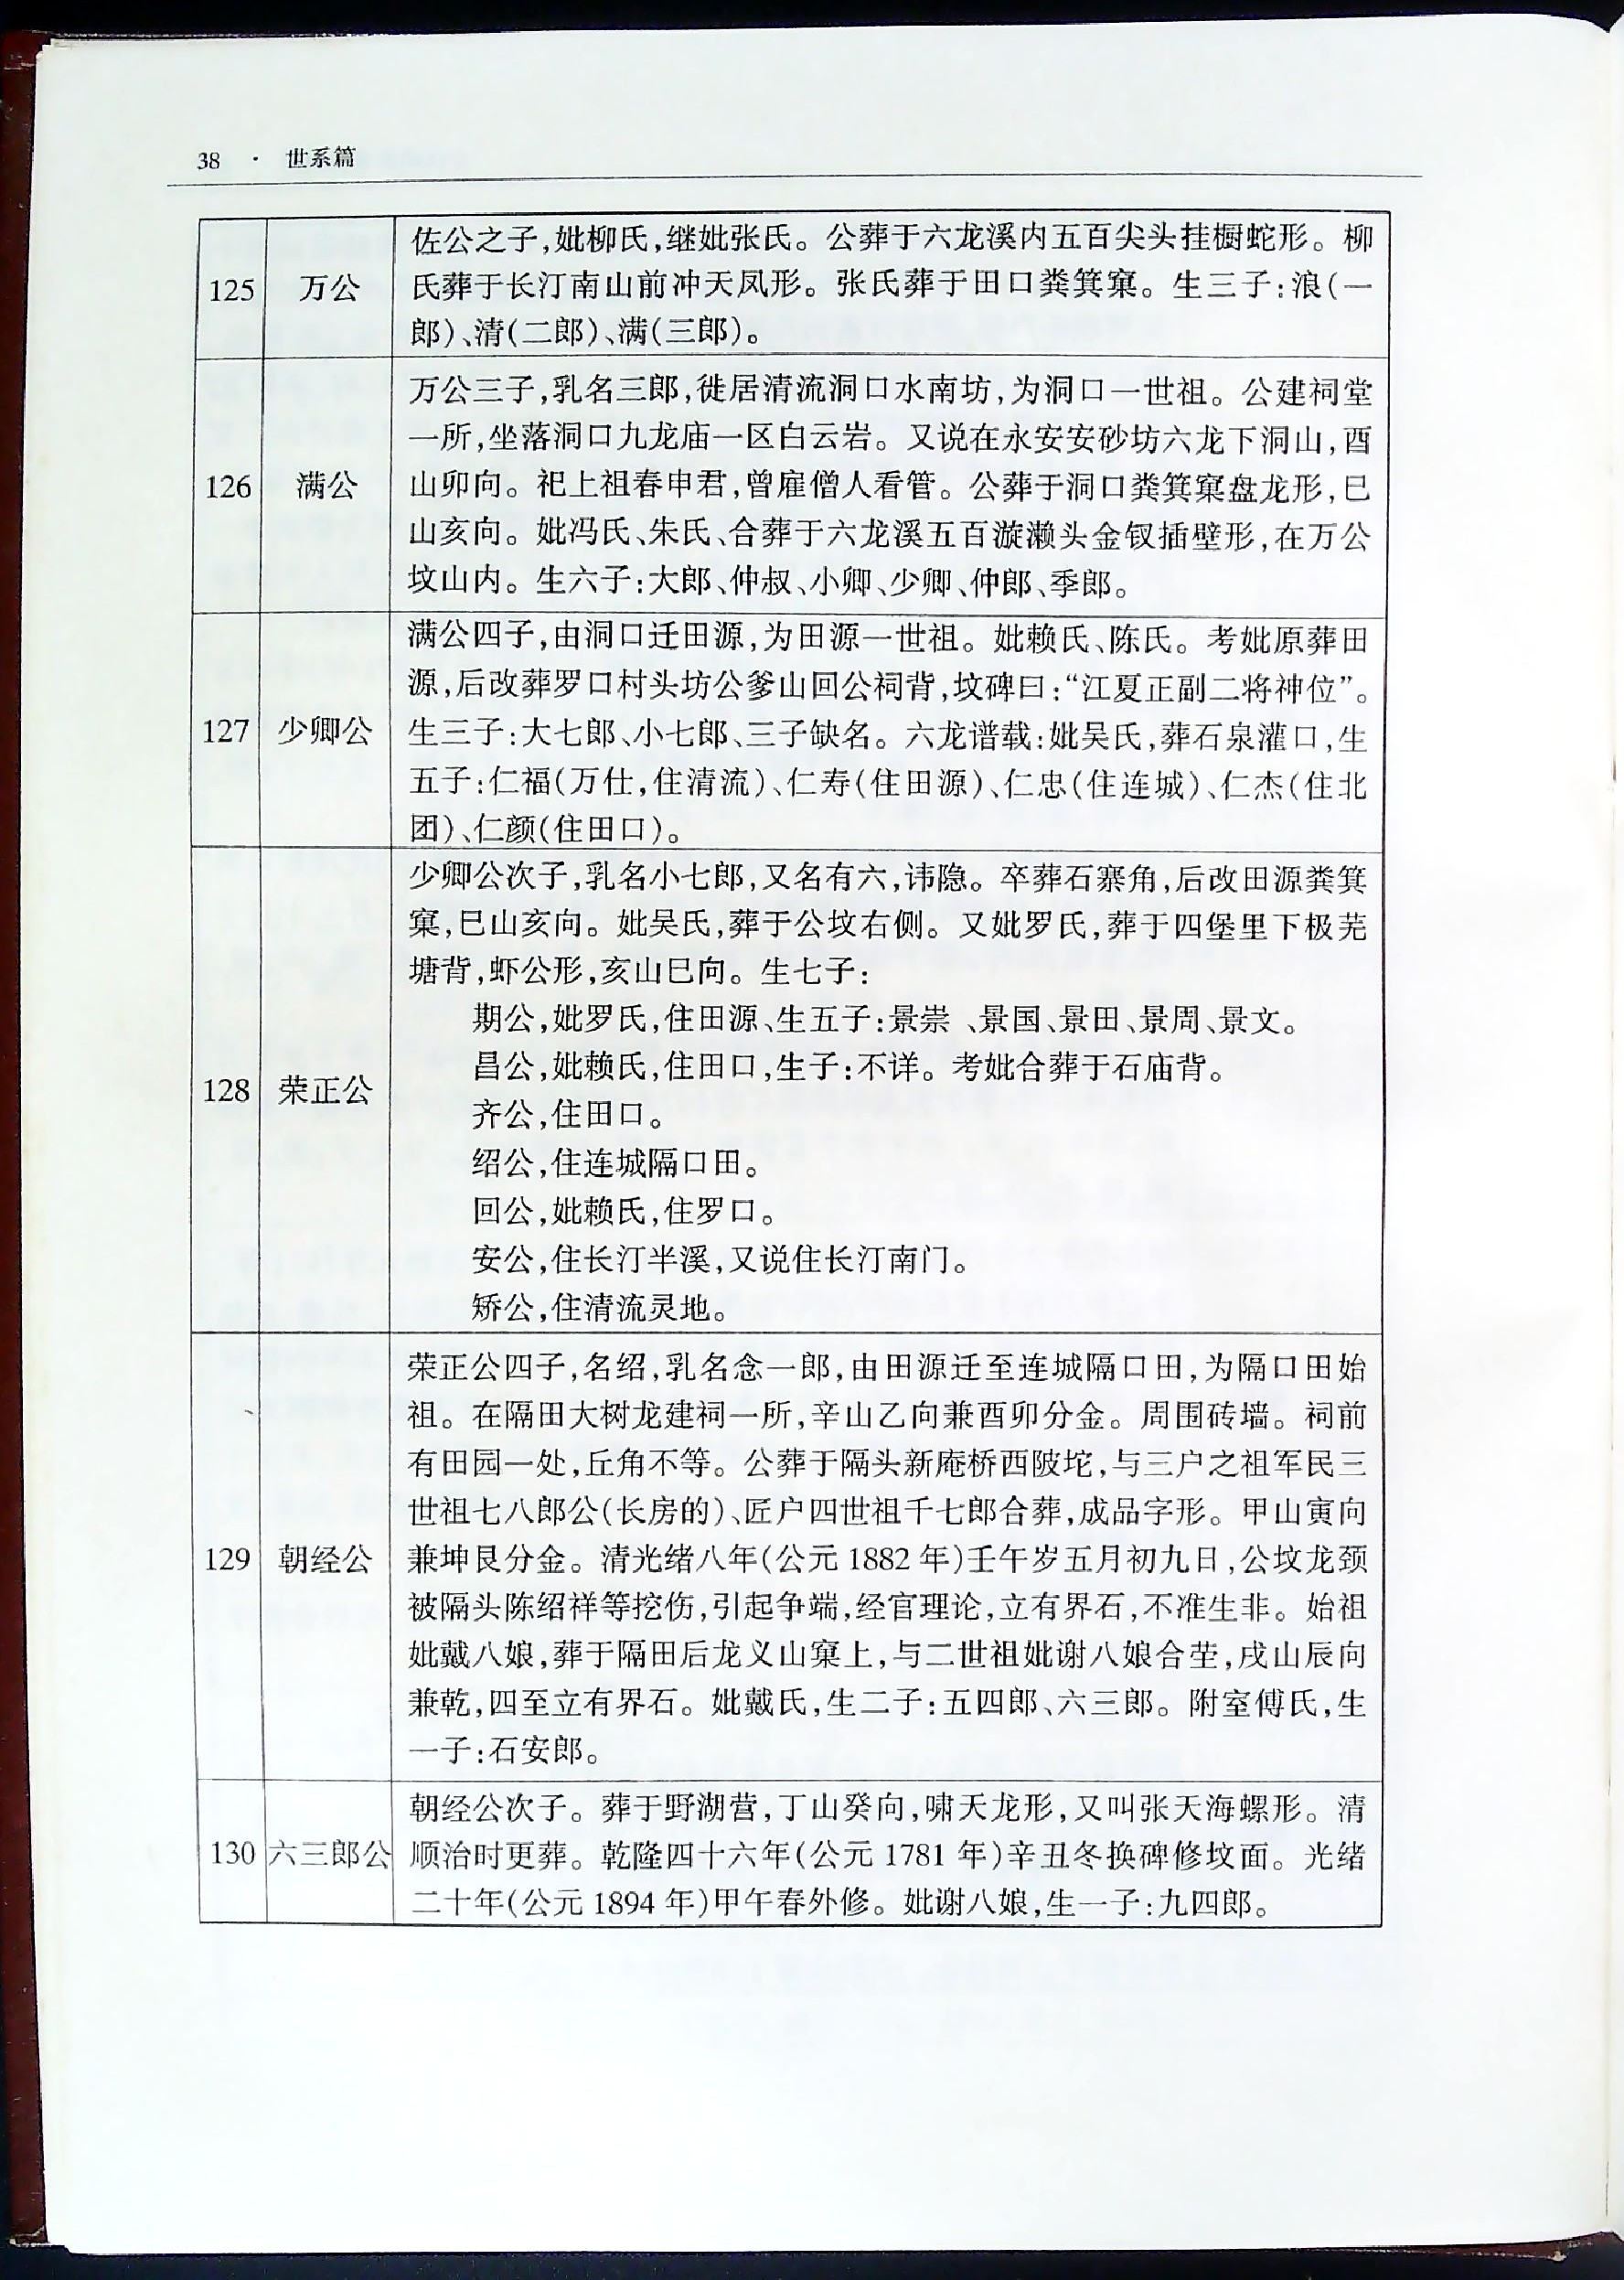 38 · 世系篇
佐公之子,妣柳氏,继妣张氏。公葬于六龙溪内五百尖头挂橱蛇形。柳
125 万公 氏葬于长汀南山前冲天凤形。张氏葬于田口粪箕窠。生三子:浪(一
郎)、清(二郎)、满(三郎)。
万公三子,乳名三郎,徙居清流洞口水南坊,为洞口一世祖。公建祠堂
一所,坐落洞口九龙庙一区白云岩。又说在永安安砂坊六龙下洞山,酉
126 满公 山卯向。祀上祖春申君,曾雇僧人看管。公葬于洞口粪箕窠盘龙形,巳
山亥向。妣冯氏、朱氏、合葬于六龙溪五百漩濑头金钗插壁形,在万公
坟山内。生六子:大郎、仲叔、小卿、少卿、仲郎、季郎。
满公四子,由洞口迁田源,为田源一世祖。妣赖氏、陈氏。考妣原葬田
源,后改葬罗口村头坊公爹山回公祠背,坟碑曰:“江夏正副二将神位”。
127 少卿公 生三子:大七郎、小七郎、三子缺名。六龙谱载:妣吴氏,葬石泉灌口,生
五子:仁福(万仕,住清流)、仁寿(住田源)、仁忠(住连城)、仁杰(住北
团)、仁颜(住田口)。
少卿公次子,乳名小七郎,又名有六,讳隐。卒葬石寨角,后改田源粪箕
窠,巳山亥向。妣吴氏,葬于公坟右侧。又妣罗氏,葬于四堡里下极芜
塘背,虾公形,亥山巳向。生七子:
期公,妣罗氏,住田源、生五子:景崇 、景国、景田、景周、景文。
昌公,妣赖氏,住田口,生子:不详。考妣合葬于石庙背。
128 荣正公
齐公,住田口。
绍公,住连城隔口田。
回公,妣赖氏,住罗口。
安公,住长汀半溪,又说住长汀南门。
矫公,住清流灵地。
荣正公四子,名绍,乳名念一郎,由田源迁至连城隔口田,为隔口田始
祖。在隔田大树龙建祠一所,辛山乙向兼酉卯分金。周围砖墙。祠前
有田园一处,丘角不等。公葬于隔头新庵桥西陂坨,与三户之祖军民三
世祖七八郎公(长房的)、匠户四世祖千七郎合葬,成品字形。甲山寅向
129 朝经公 兼坤艮分金。清光绪八年(公元 1882 年)壬午岁五月初九日,公坟龙颈
被隔头陈绍祥等挖伤,引起争端,经官理论,立有界石,不准生非。始祖
妣戴八娘,葬于隔田后龙义山窠上,与二世祖妣谢八娘合茔,戌山辰向
兼乾,四至立有界石。妣戴氏,生二子:五四郎、六三郎。附室傅氏,生
一子:石安郎。
朝经公次子。葬于野湖营,丁山癸向,啸天龙形,又叫张天海螺形。清
130 六三郎公 顺治时更葬。乾隆四十六年(公元 1781 年)辛丑冬换碑修坟面。光绪
二十年(公元 1894 年)甲午春外修。妣谢八娘,生一子:九四郎。